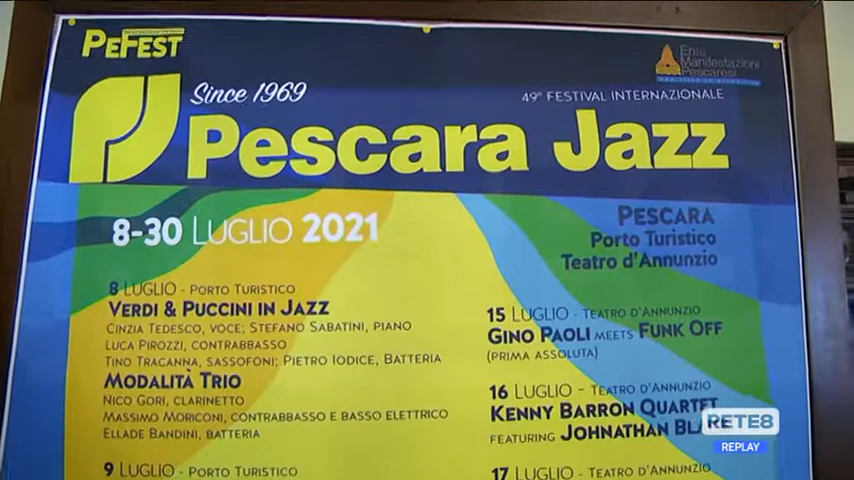 PEFEST
Ente
Manifestazioni
Pescaresi
Since 1969
49° FESTIVAL INTERNAZIONALE
PESCARA JAZZ
8-30 LUGLIO 2021
PESCARA
PORTO TURISTICO
TEATRO D'ANNUNZIO
8 LUGLIO - PORTO TURISTICO
VERDI & PUCCINI IN JAZZ
CINZIA TEDESCO, VOCE; STEFANO SABATINI, PIANO
LUCA PIROZZI, CONTRABBASSO
TINO TRACANNA, SASSOFONI; PIETRO IODICE, BATTERIA
MODALITÀ TRIO
NICO GORI, CLARINETTO
MASSIMO MORICONI, CONTRABBASSO E BASSO ELETTRICO
ELLADE BANDINI, BATTERIA
9 LUGLIO - PORTO TURISTICO
15 LUGLIO - TEATRO D'ANNUNZIO
GINO PAOLI MEETS FUNK OFF
(PRIMA ASSOLUTA)
16 LUGLIO - TEATRO D'ANNUNZIO
KENNY BARRON QUARTET
FEATURING JOHNATHAN
17 LUGLIO - TEATRO D'ANNUNZIO
RETE8
REPLAY